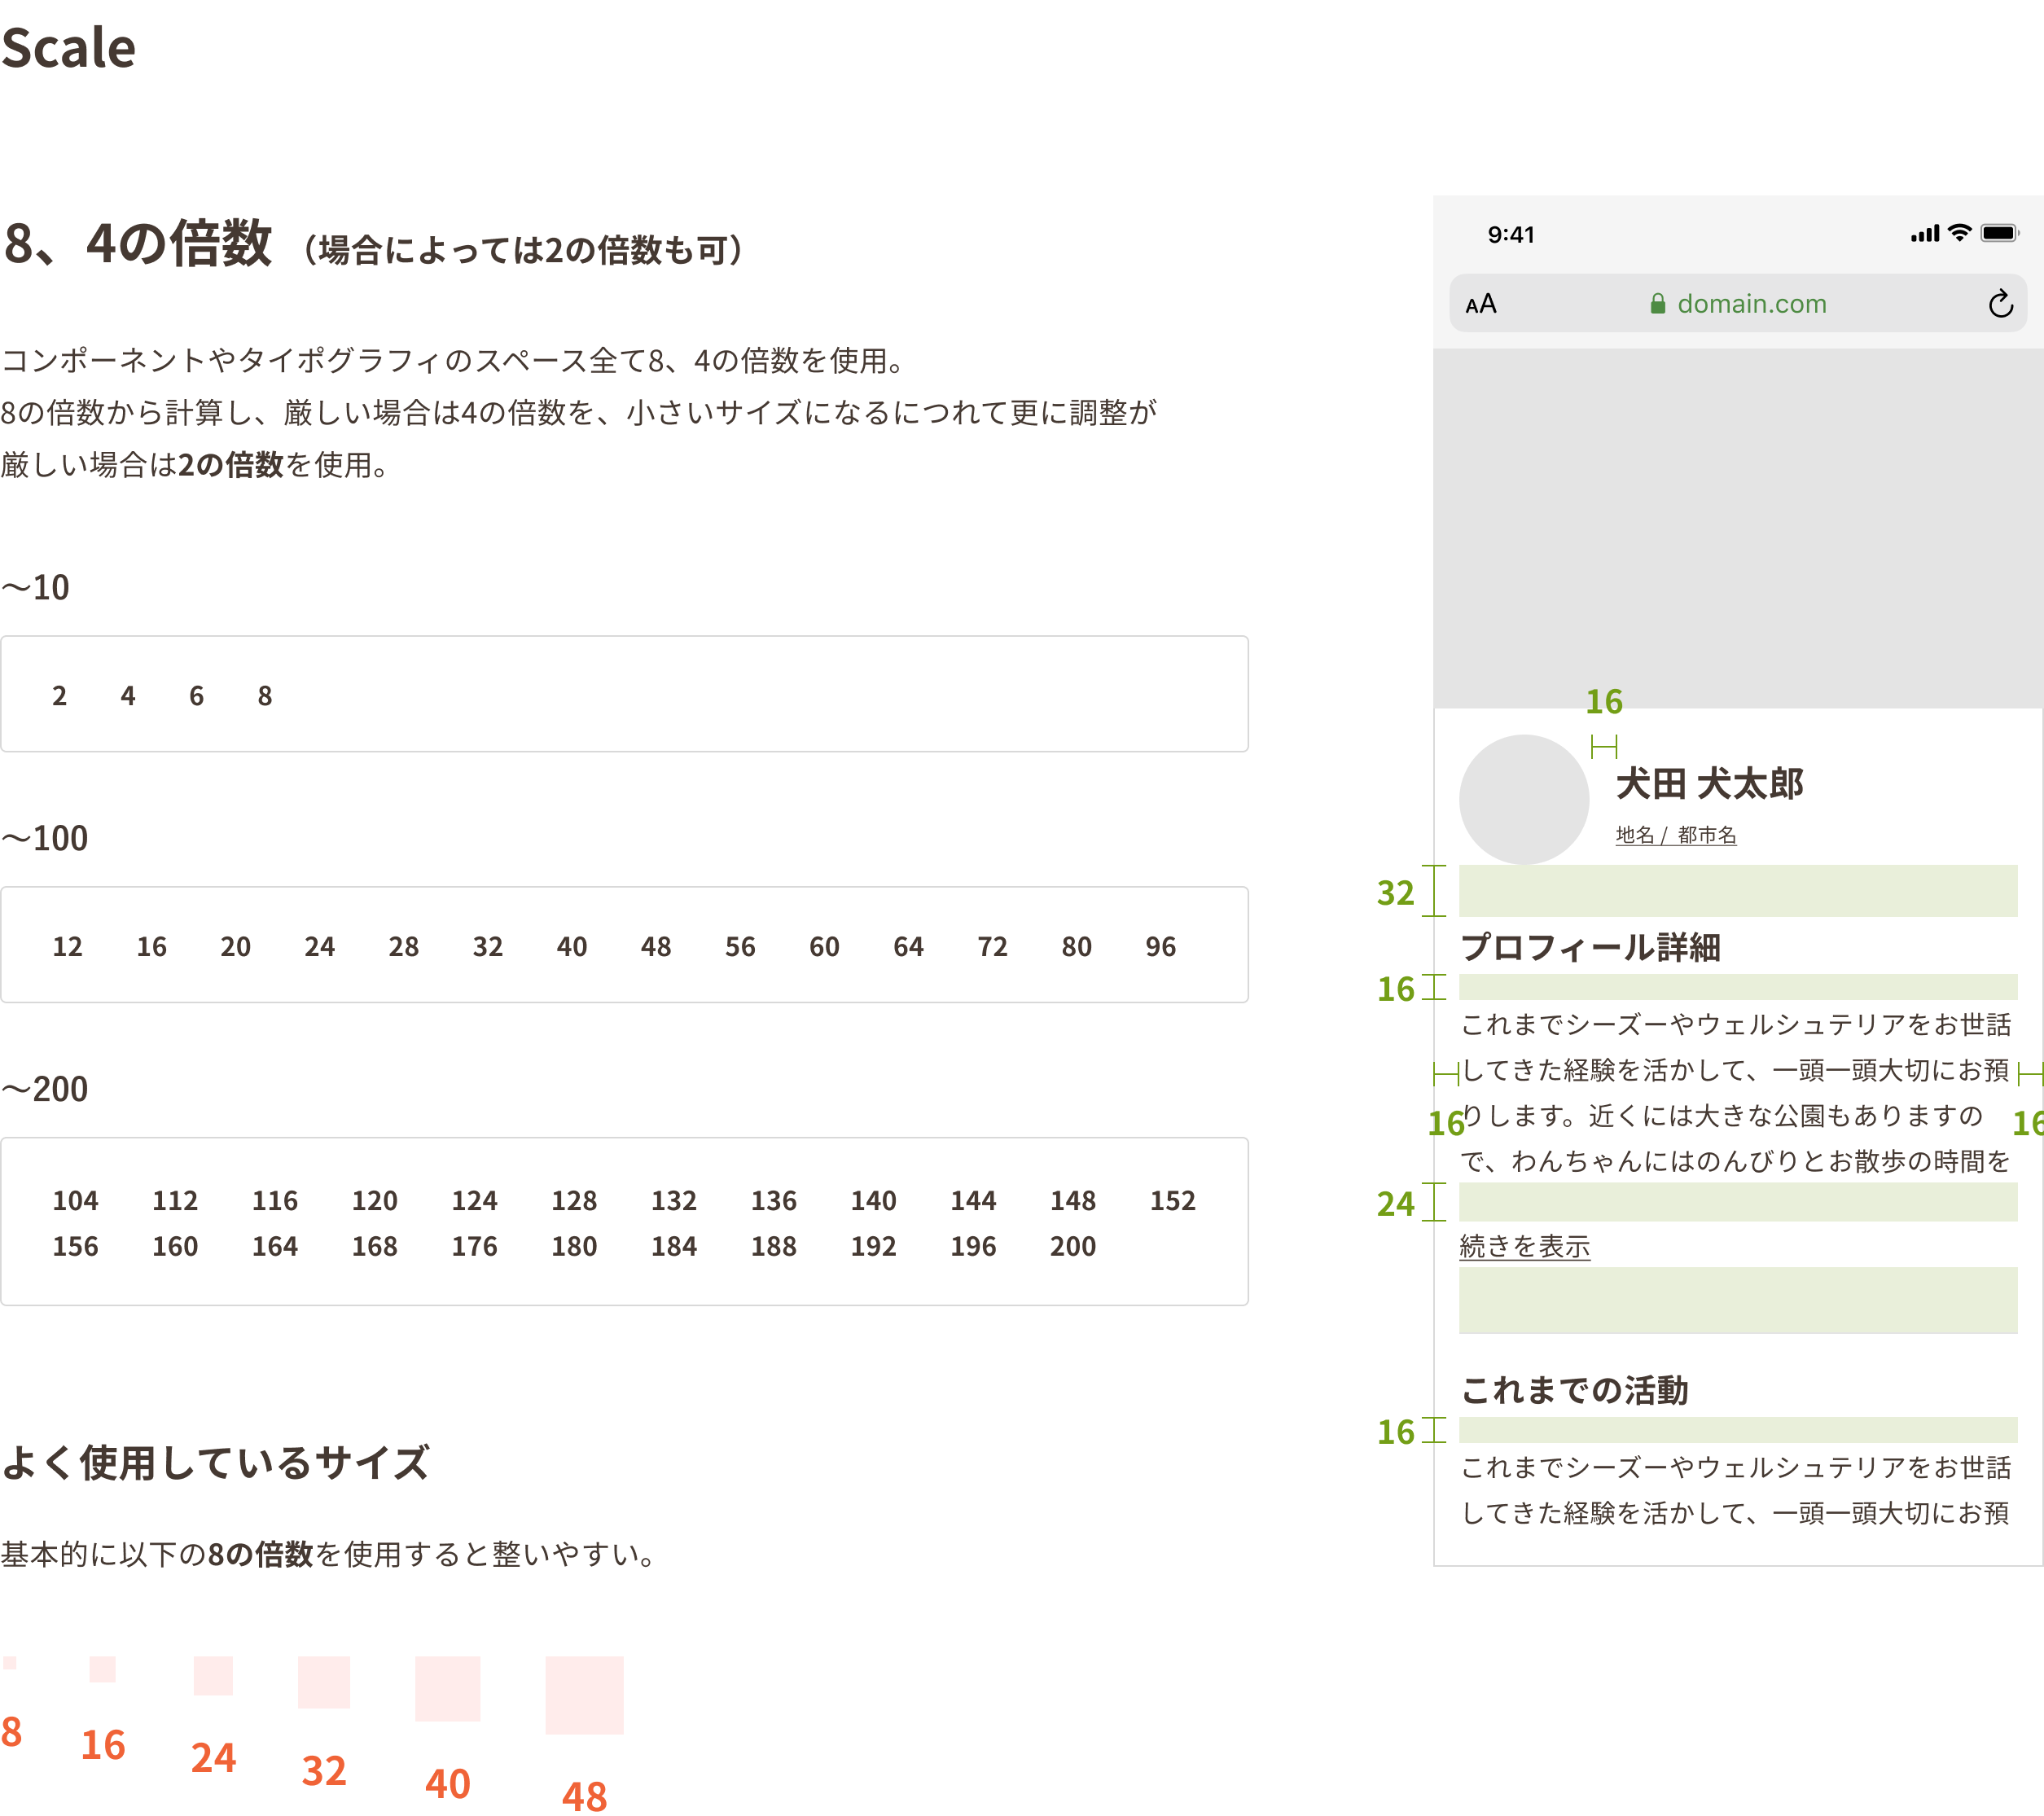 Scale
8、4の倍数（場合によっては2の倍数も可）
コンポーネントやタイポグラフィのスペース全て8、4の倍数を使用。
8の倍数から計算し、厳しい場合は4の倍数を、小さいサイズになるにつれて更に調整が
厳しい場合は2の倍数を使用。
〜10
2 4 6 8
〜100
12 16 20 24 28 32 40 48 56 60 64 72 80 96
〜200
104 112 116 120 124 128 132 136 140 144 148 152
156 160 164 168 176 180 184 188 192 196 200
よく使用しているサイズ
基本的に以下の8の倍数を使用すると整いやすい。
8
16
24
32
40
48
9:41
AA domain.com
16
犬田 犬太郎
地名 / 都市名
32
プロフィール詳細
16
これまでシーズーやウェルシュテリアをお世話
してきた経験を活かして、一頭一頭大切にお預
りします。近くには大きな公園もありますの
16
16
で、わんちゃんにはのんびりとお散歩の時間を
24
続きを表示
これまでの活動
16
これまでシーズーやウェルシュテリアをお世話
してきた経験を活かして、一頭一頭大切にお預